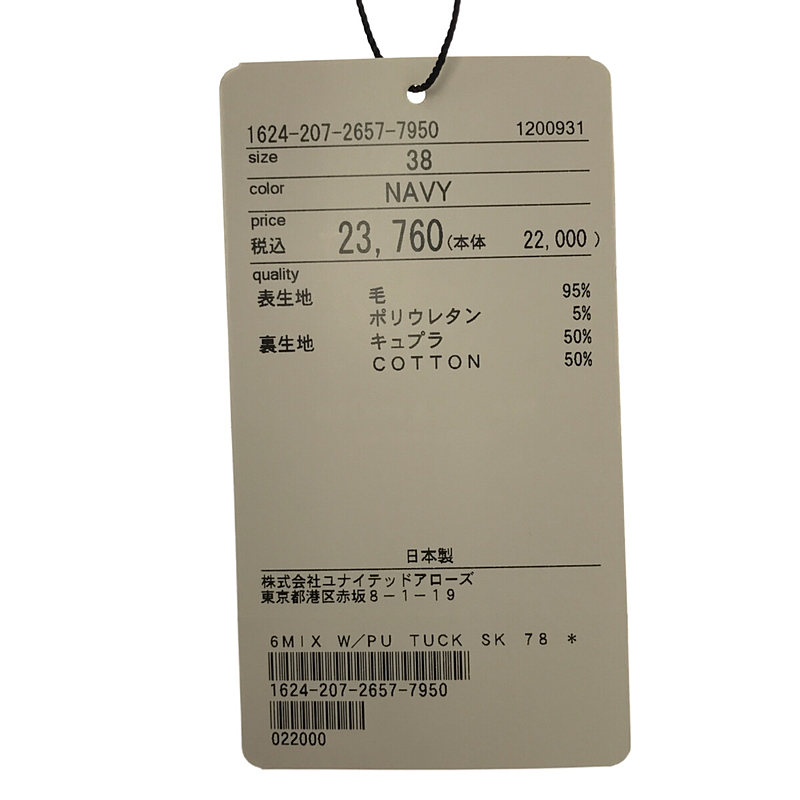 1624-207-2657-7950 1200931
size 38
color NAVY
price
税込 23,760(本体 22,000)
quality
表生地 毛 95%
ポリウレタン 5%
裏生地 キュプラ 50%
COTTON 50%
日本製
株式会社ユナイテッドアローズ
東京都港区赤坂8-1-19
6MIX W/PU TUCK SK 78 *
1624-207-2657-7950
022000